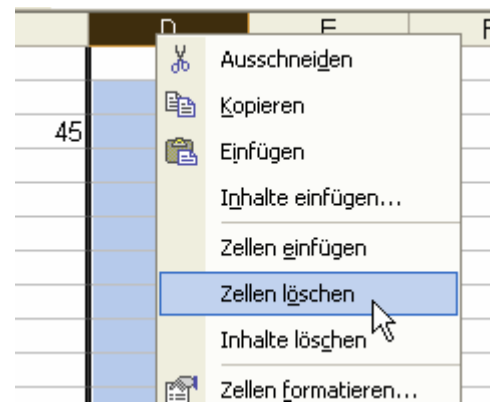 D E F
Ausschneiden
Kopieren
45
Einfügen
Inhalte einfügen...
Zellen einfügen
Zellen löschen
Inhalte löschen
Zellen formatieren...